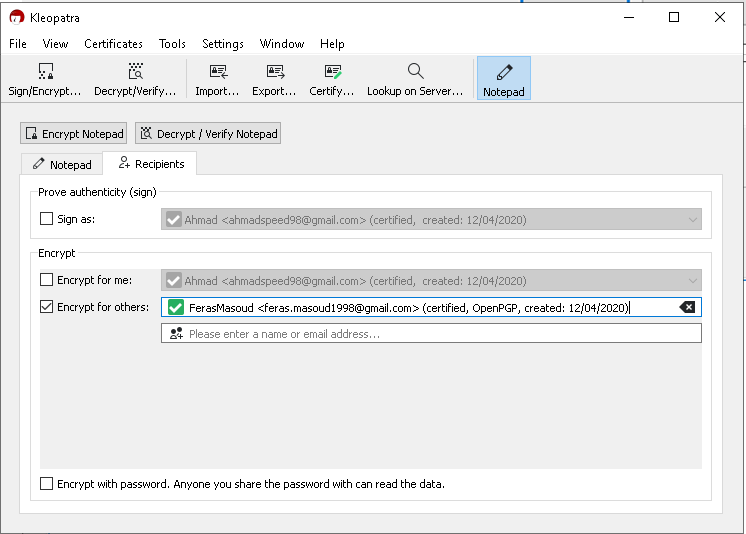 Kleopatra
File View Certificates Tools Settings Window Help
Sign/Encrypt... Decrypt/Verify... Import... Export... Certify... Lookup on Server... Notepad
Encrypt Notepad Decrypt / Verify Notepad
Notepad Recipients
Prove authenticity (sign)
Sign as: Ahmad <ahmadspeed98@gmail.com> (certified, created: 12/04/2020)
Encrypt
Encrypt for me: Ahmad <ahmadspeed98@gmail.com> (certified, created: 12/04/2020)
Encrypt for others: FerasMasoud <feras.masoud1998@gmail.com> (certified, OpenPGP, created: 12/04/2020)
Please enter a name or email address...
Encrypt with password. Anyone you share the password with can read the data.